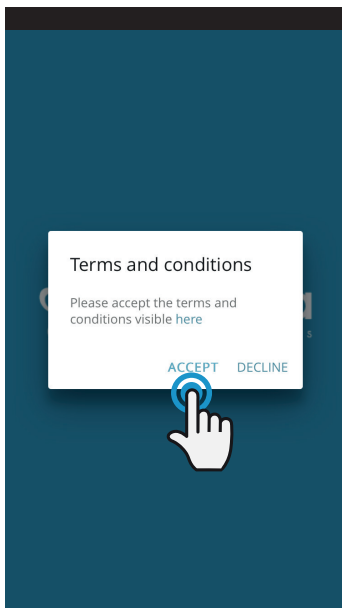 Terms and conditions
Please accept the terms and
conditions visible here
ACCEPT DECLINE